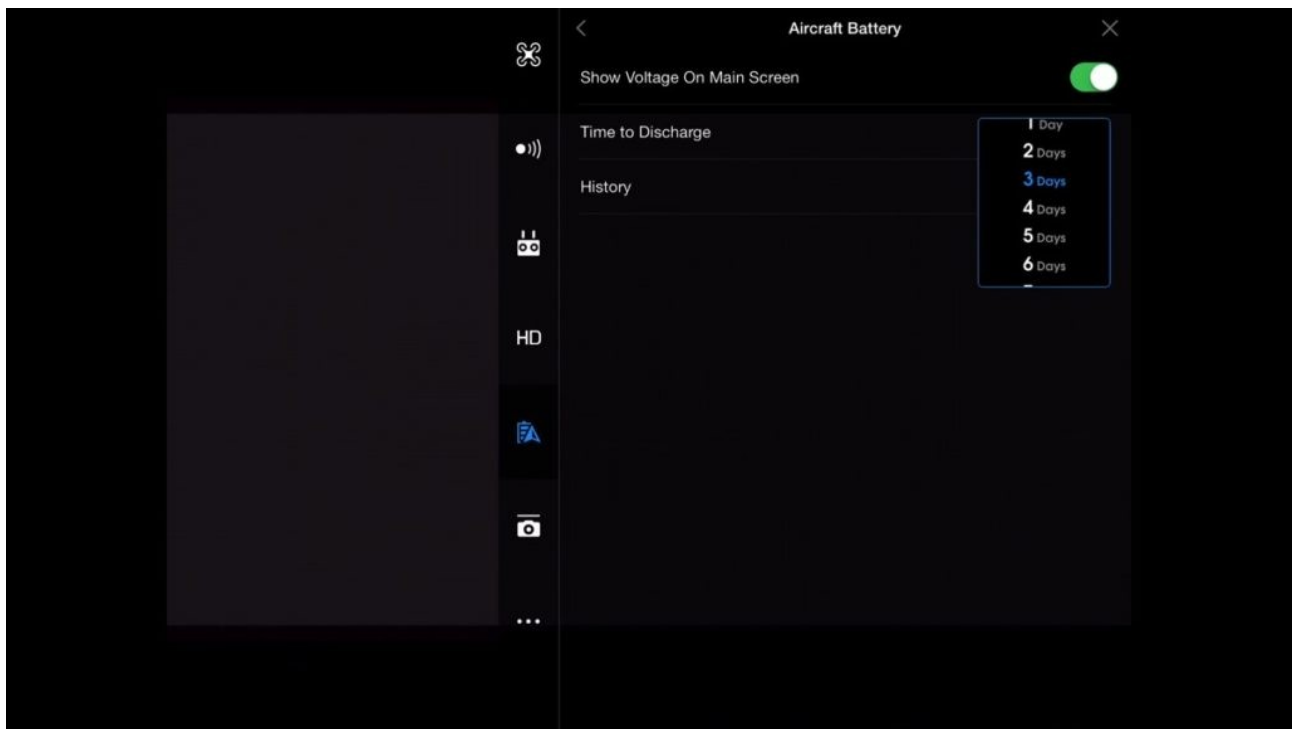 Aircraft Battery
Show Voltage On Main Screen
Time to Discharge
1 Day
2 Days
3 Days
4 Days
5 Days
6 Days
History
HD